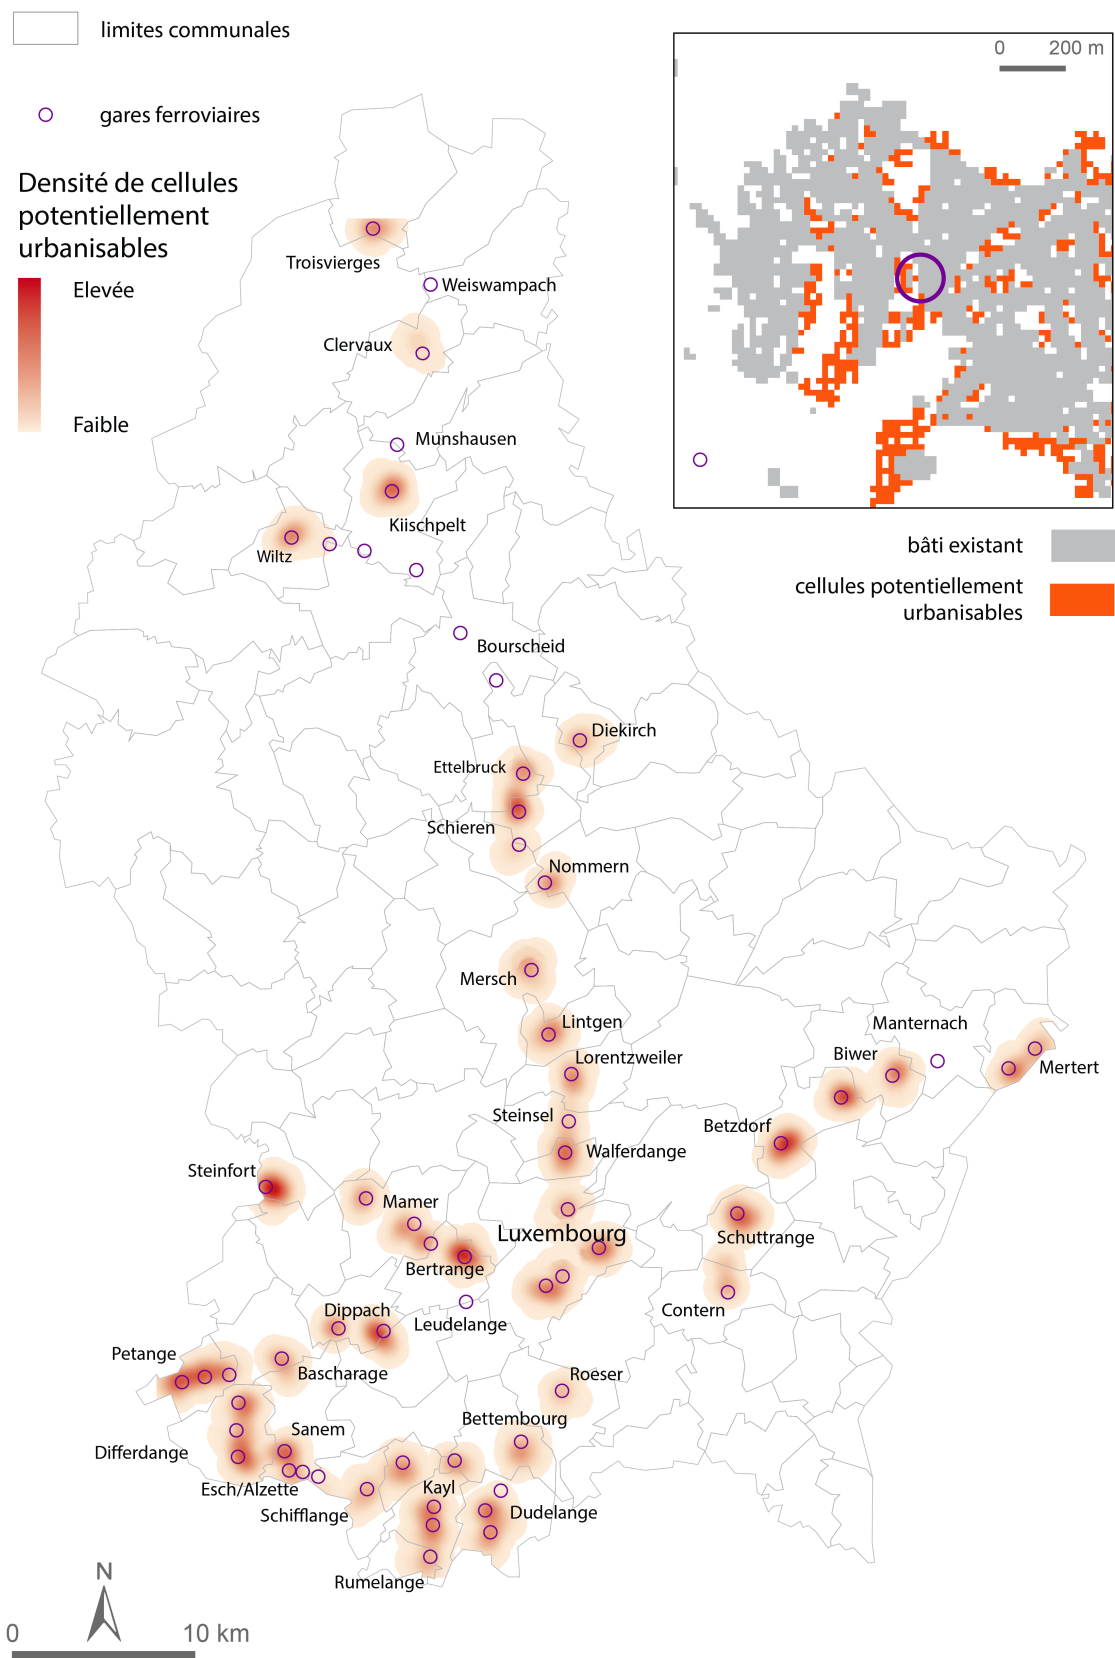 limites communales
gares ferroviaires
Densité de cellules
potentiellement
urbanisables
Elevée
Faible
0 200 m
bâti existant
cellules potentiellement
urbanisables
Troisvierges
Weiswampach
Clervaux
Munshausen
Kiischpelt
Wiltz
Bourscheid
Diekirch
Ettelbruck
Schieren
Nommern
Mersch
Lintgen
Manternach
Lorentzweiler
Biwer
Mertert
Steinsel
Betzdorf
Walferdange
Steinfort
Mamer
Luxembourg
Schuttrange
Bertrange
Dippach
Contern
Leudelange
Petange
Bascharage
Roeser
Bettembourg
Sanem
Differdange
Esch/Alzette
Kayl
Schifflange
Dudelange
Rumelange
N
0 10 km